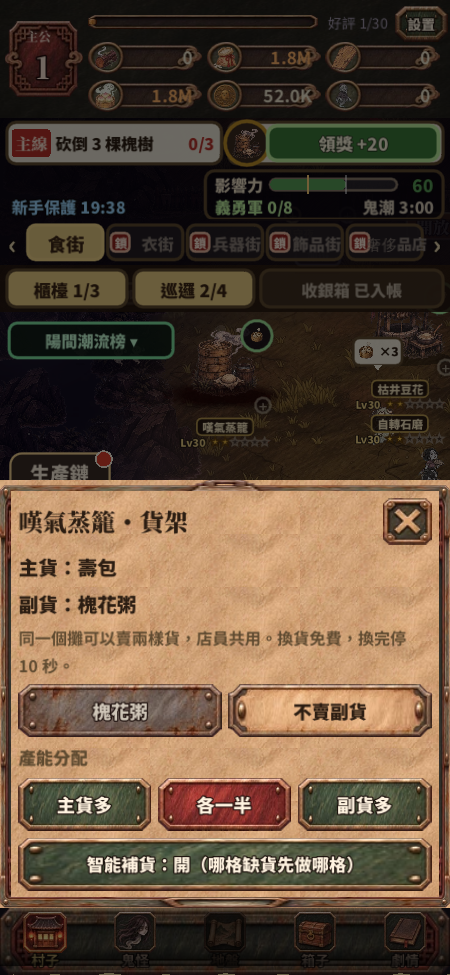 主公
1
好評 1/30
設置
0
1.8M
0
1.8M
52.0K
0
主線 砍倒 3 棵槐樹 0/3
領獎 +20
影響力 60
新手保護 19:38
義勇軍 0/8
鬼潮 3:00
‹ 食街
鎖 衣街
鎖 兵器街
鎖 飾品街
鎖 奢侈品店 ›
櫃檯 1/3
巡邏 2/4
收銀箱 已入帳
陽間潮流榜 ▾
×3
枯井豆花
Lv30
嘆氣蒸籠
Lv30
自轉石磨
Lv30
生產鏈
嘆氣蒸籠・貨架
主貨：壽包
副貨：槐花粥
同一個攤可以賣兩樣貨，店員共用。換貨免費，換完停
10 秒。
槐花粥
不賣副貨
產能分配
主貨多
各一半
副貨多
智能補貨：開（哪格缺貨先做哪格）
村子
鬼怪
箱子
劇情